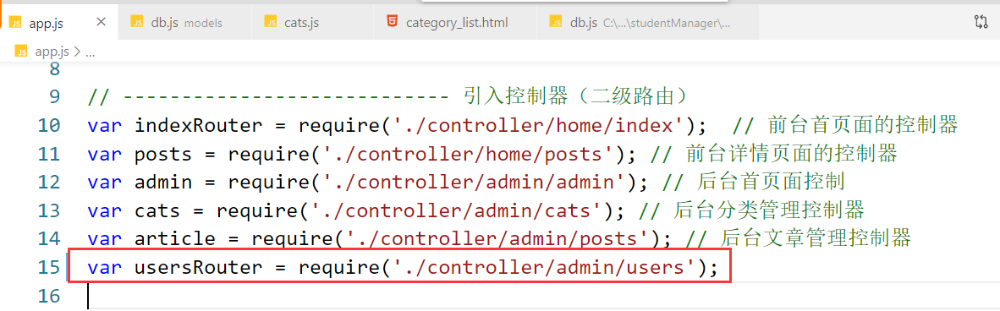 JS app.js × JS db.js models JS cats.js category_list.html JS db.js C:\...\studentManager\...
JS app.js > ...
8
9 // ---------------------------- 引入控制器（二级路由）
10 var indexRouter = require('./controller/home/index'); // 前台首页面的控制器
11 var posts = require('./controller/home/posts'); // 前台详情页面的控制器
12 var admin = require('./controller/admin/admin'); // 后台首页面控制
13 var cats = require('./controller/admin/cats'); // 后台分类管理控制器
14 var article = require('./controller/admin/posts'); // 后台文章管理控制器
15 var usersRouter = require('./controller/admin/users');
16